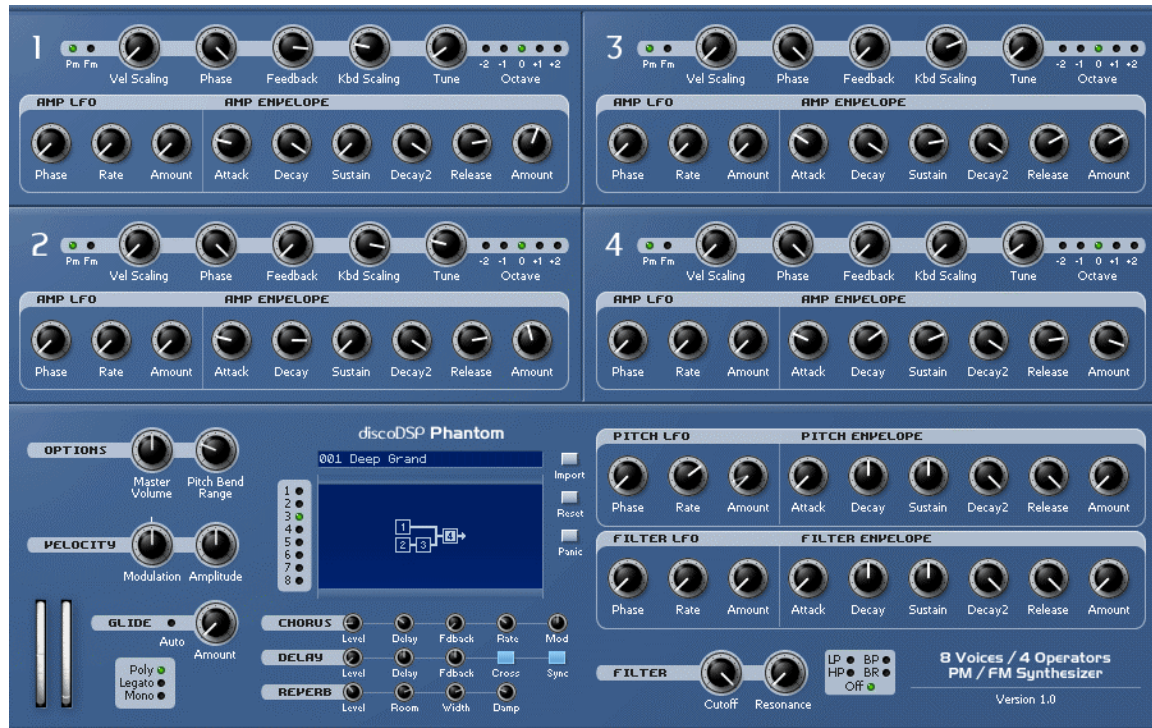 1
Pm Fm
Vel Scaling Phase Feedback Kbd Scaling Tune
-2 -1 0 +1 +2
Octave
AMP LFO AMP ENVELOPE
Phase Rate Amount Attack Decay Sustain Decay2 Release Amount
3
Pm Fm
Vel Scaling Phase Feedback Kbd Scaling Tune
-2 -1 0 +1 +2
Octave
AMP LFO AMP ENVELOPE
Phase Rate Amount Attack Decay Sustain Decay2 Release Amount
2
Pm Fm
Vel Scaling Phase Feedback Kbd Scaling Tune
-2 -1 0 +1 +2
Octave
AMP LFO AMP ENVELOPE
Phase Rate Amount Attack Decay Sustain Decay2 Release Amount
4
Pm Fm
Vel Scaling Phase Feedback Kbd Scaling Tune
-2 -1 0 +1 +2
Octave
AMP LFO AMP ENVELOPE
Phase Rate Amount Attack Decay Sustain Decay2 Release Amount
OPTIONS
Master Volume
Pitch Bend Range
VELOCITY
Modulation Amplitude
GLIDE
Auto
Amount
Poly
Legato
Mono
discoDSP Phantom
001 Deep Grand
Import
Reset
Panic
1
2
3
4
5
6
7
8
1
2 3 4
CHORUS
Level Delay Fdback Rate Mod
DELAY
Level Delay Fdback Cross Sync
REVERB
Level Room Width Damp
PITCH LFO PITCH ENVELOPE
Phase Rate Amount Attack Decay Sustain Decay2 Release Amount
FILTER LFO FILTER ENVELOPE
Phase Rate Amount Attack Decay Sustain Decay2 Release Amount
FILTER
Cutoff Resonance
LP BP
HP BR
Off
8 Voices / 4 Operators
PM / FM Synthesizer
Version 1.0